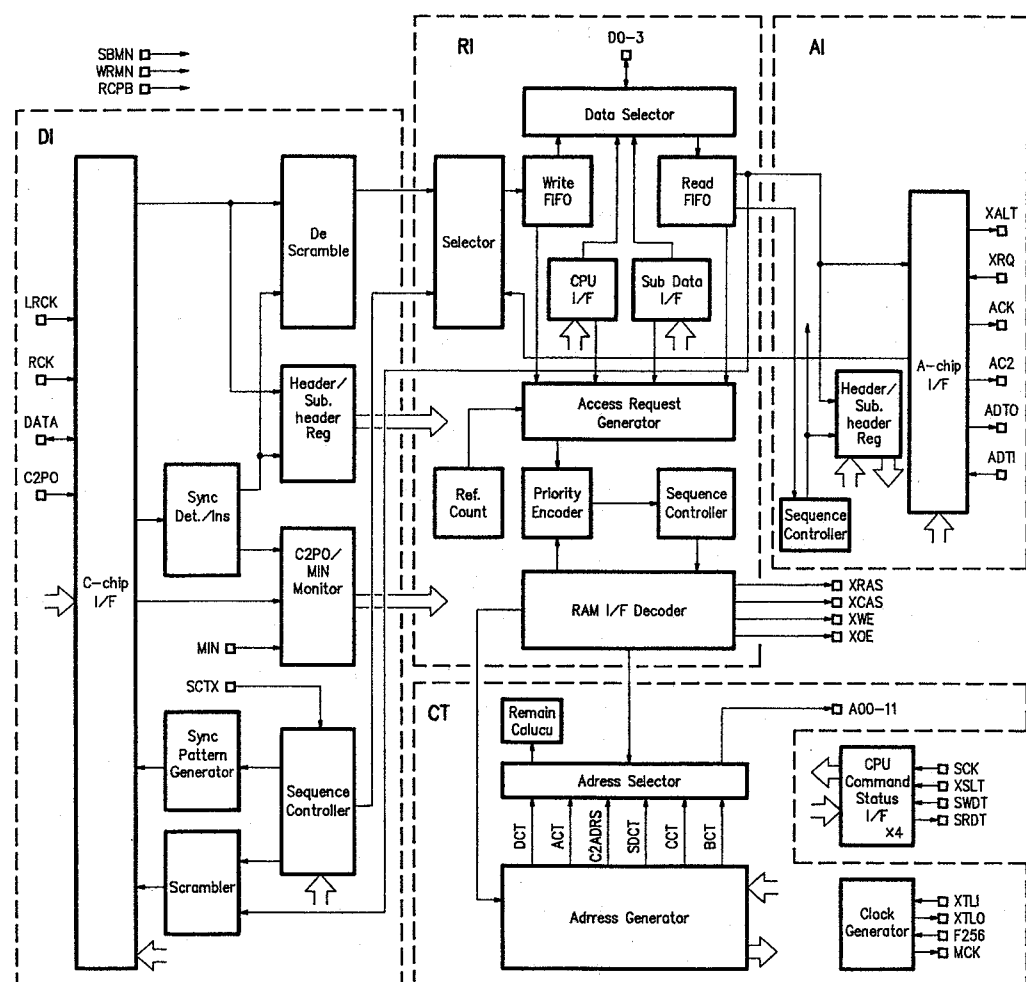 SBMN
WRMN
RCPB
DI
RI
AI
CT
DO-3
Data Selector
De
Scramble
Selector
Write
FIFO
Read
FIFO
CPU
I/F
Sub Data
I/F
XALT
XRQ
ACK
AC2
ADTO
ADTI
A-chip
I/F
LRCK
RCK
DATA
C2PO
C-chip
I/F
Header/
Sub.
header
Reg
Header/
Sub.
header
Reg
Access Request
Generator
Sync
Det./Ins
Ref.
Count
Priority
Encoder
Sequence
Controller
Sequence
Controller
C2PO/
MIN
Monitor
RAM I/F Decoder
XRAS
XCAS
XWE
XOE
MIN
SCTX
Sync
Pattern
Generator
Sequence
Controller
Scrambler
Remain
Calucu
A00-11
Adress Selector
DCT
ACT
C2ADRS
SDCT
CCT
BCT
Adrress Generator
CPU
Command
Status
I/F
X4
SCK
XSLT
SWDT
SRDT
Clock
Generator
XTLI
XTLO
F256
MCK